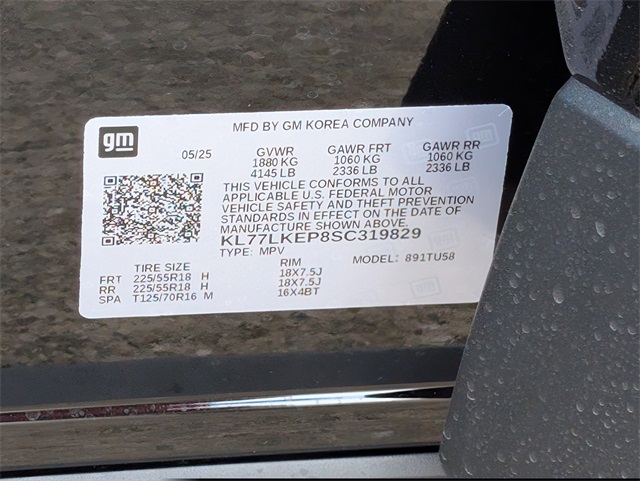 gm
MFD BY GM KOREA COMPANY
05/25 GVWR GAWR FRT GAWR RR
1880 KG 1060 KG 1060 KG
4145 LB 2336 LB 2336 LB
THIS VEHICLE CONFORMS TO ALL
APPLICABLE U.S. FEDERAL MOTOR
VEHICLE SAFETY AND THEFT PREVENTION
STANDARDS IN EFFECT ON THE DATE OF
MANUFACTURE SHOWN ABOVE.
KL77LKEP8SC319829
TYPE: MPV MODEL: 891TU58
TIRE SIZE RIM
FRT 225/55R18 H 18X7.5J
RR 225/55R18 H 18X7.5J
SPA T125/70R16 M 16X4BT